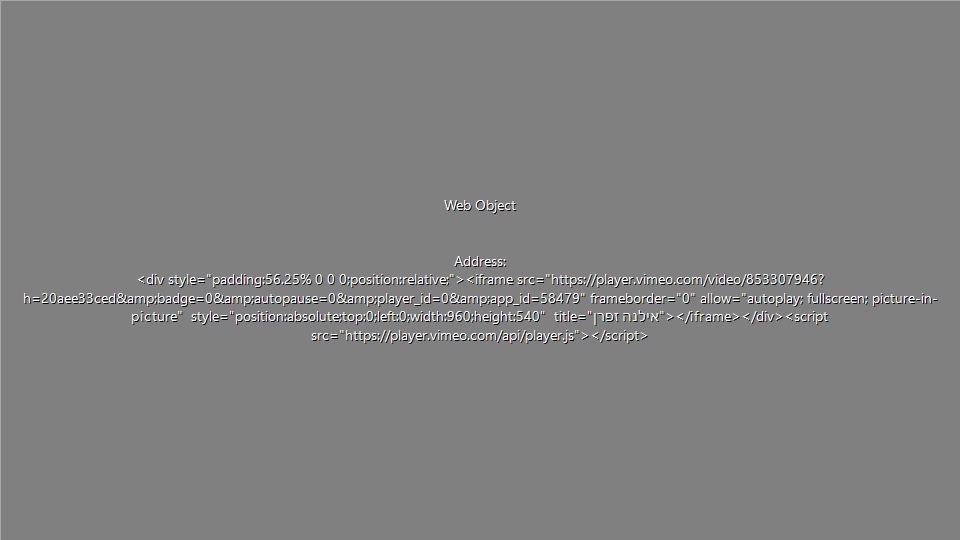 Web Object
Address:
<div style="padding:56.25% 0 0 0;position:relative;"><iframe src="https://player.vimeo.com/video/853307946?
h=20aee33ced&amp;badge=0&amp;autopause=0&amp;player_id=0&amp;app_id=58479" frameborder="0" allow="autoplay; fullscreen; picture-in-
picture"  style="position:absolute;top:0;left:0;width:960;height:540"  title="אילנה זפרן"></iframe></div><script
src="https://player.vimeo.com/api/player.js"></script>